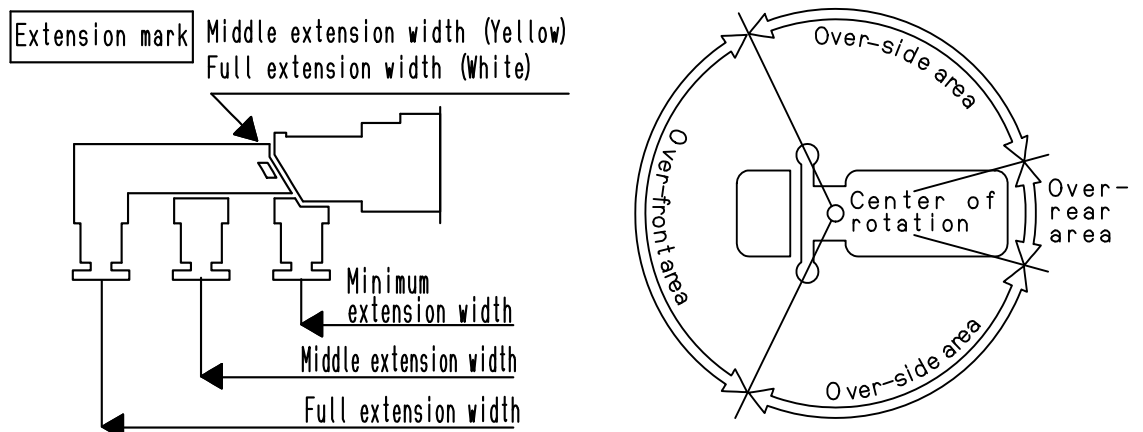 Extension mark
Middle extension width (Yellow)
Full extension width (White)
Minimum
extension width
Middle extension width
Full extension width
Over-side area
Over-front area
Center of
rotation
Over-
rear
area
Over-side area